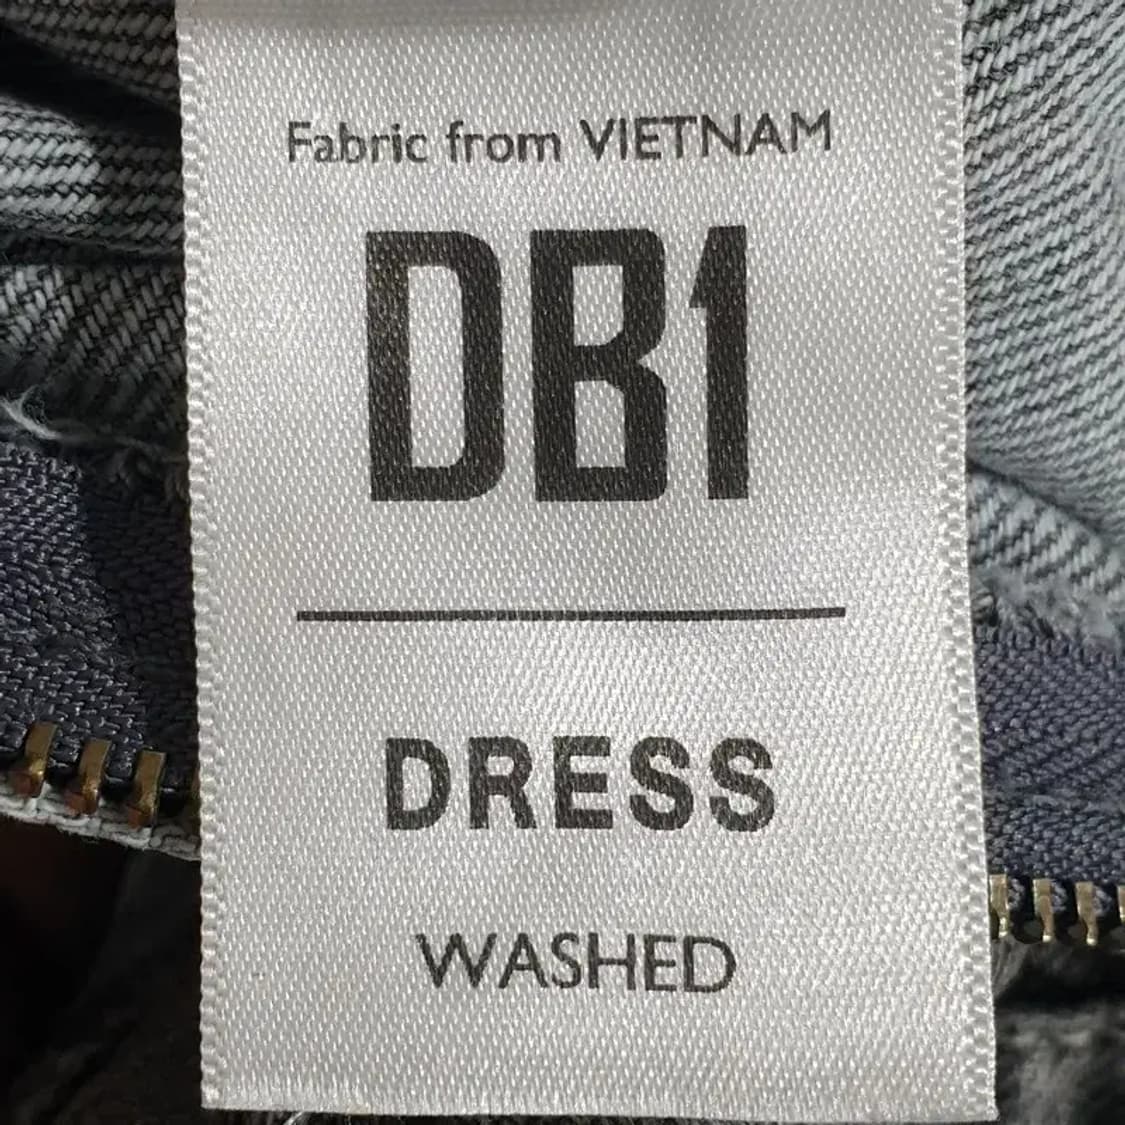 Fabric from VIETNAM
DB1
DRESS
WASHED